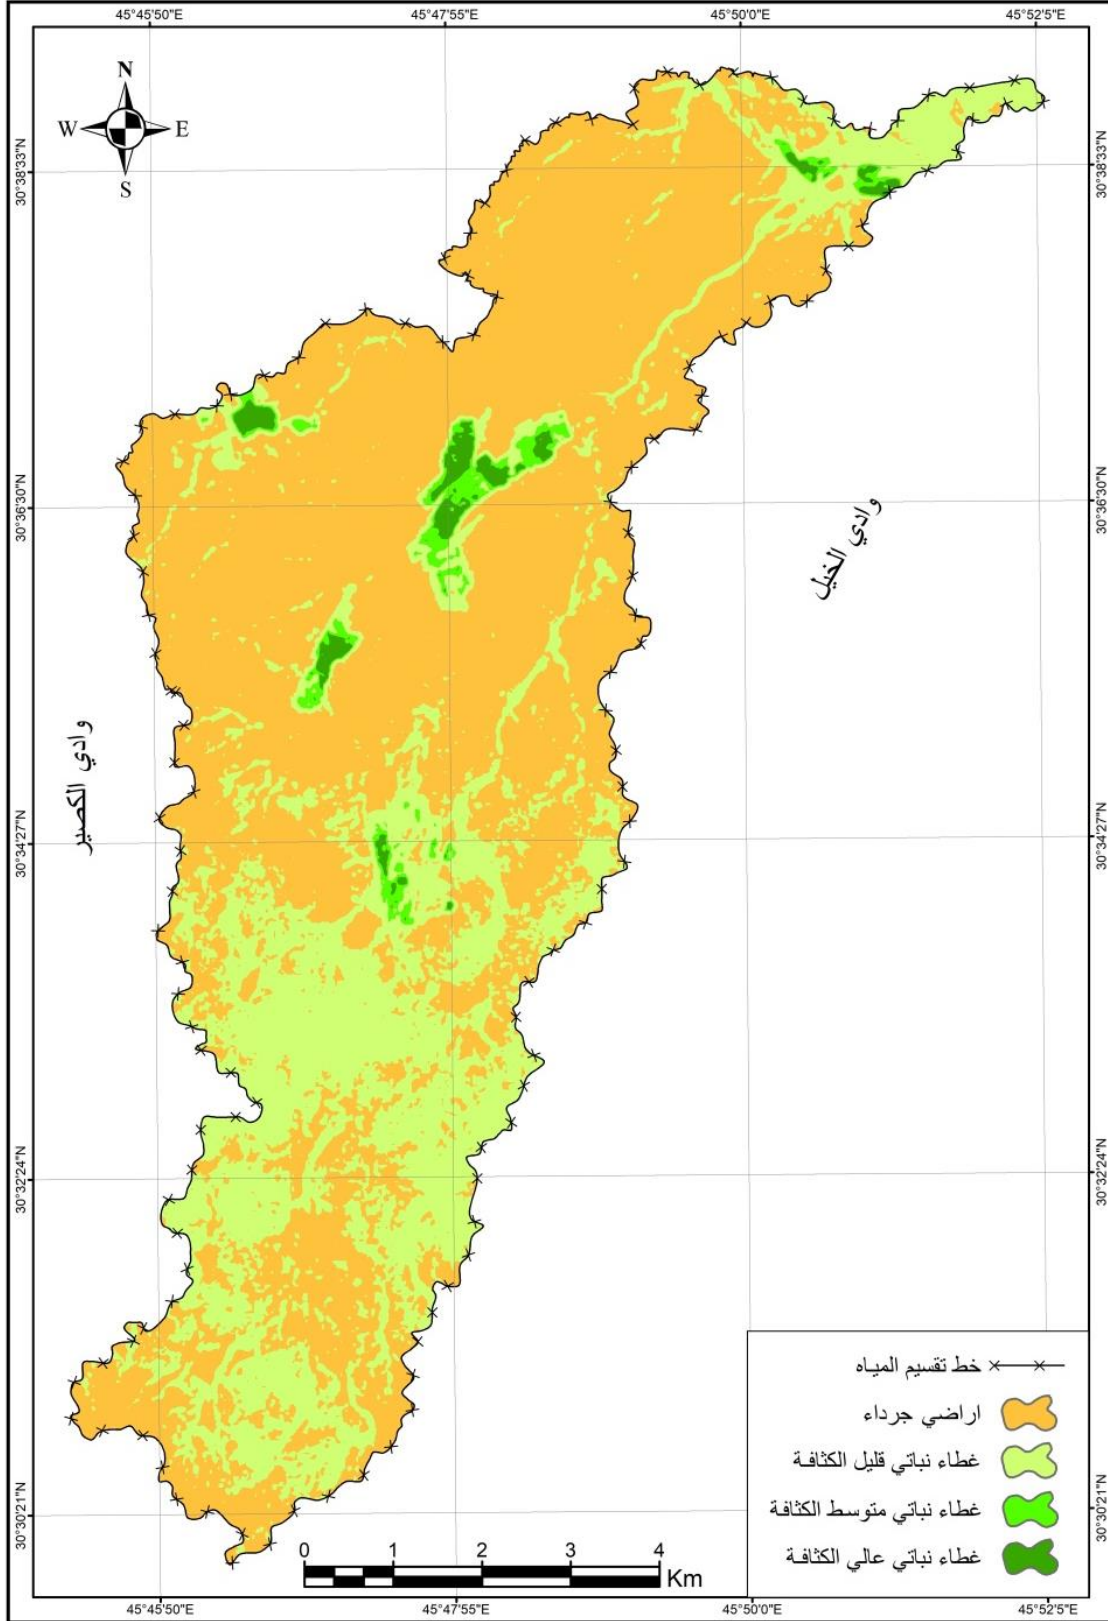 45°45'50"E 45°47'55"E 45°50'0"E 45°52'5"E
N
W E
S
30°38'33"N 30°38'33"N
30°36'30"N 30°36'30"N
وادي الخيل
وادي الكصير
30°34'27"N 30°34'27"N
30°32'24"N 30°32'24"N
خط تقسيم المياه
اراضي جرداء
غطاء نباتي قليل الكثافة
غطاء نباتي متوسط الكثافة
غطاء نباتي عالي الكثافة
30°30'21"N 30°30'21"N
0 1 2 3 4
Km
45°45'50"E 45°47'55"E 45°50'0"E 45°52'5"E